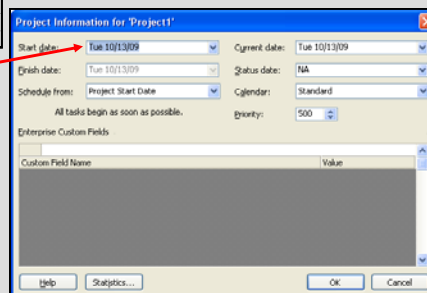 Project Information for 'Project1'
Start date: Tue 10/13/09 Current date: Tue 10/13/09
Finish date: Tue 10/13/09 Status date: NA
Schedule from: Project Start Date Calendar: Standard
All tasks begin as soon as possible. Priority: 500
Enterprise Custom Fields
Custom Field Name Value
Help Statistics... OK Cancel